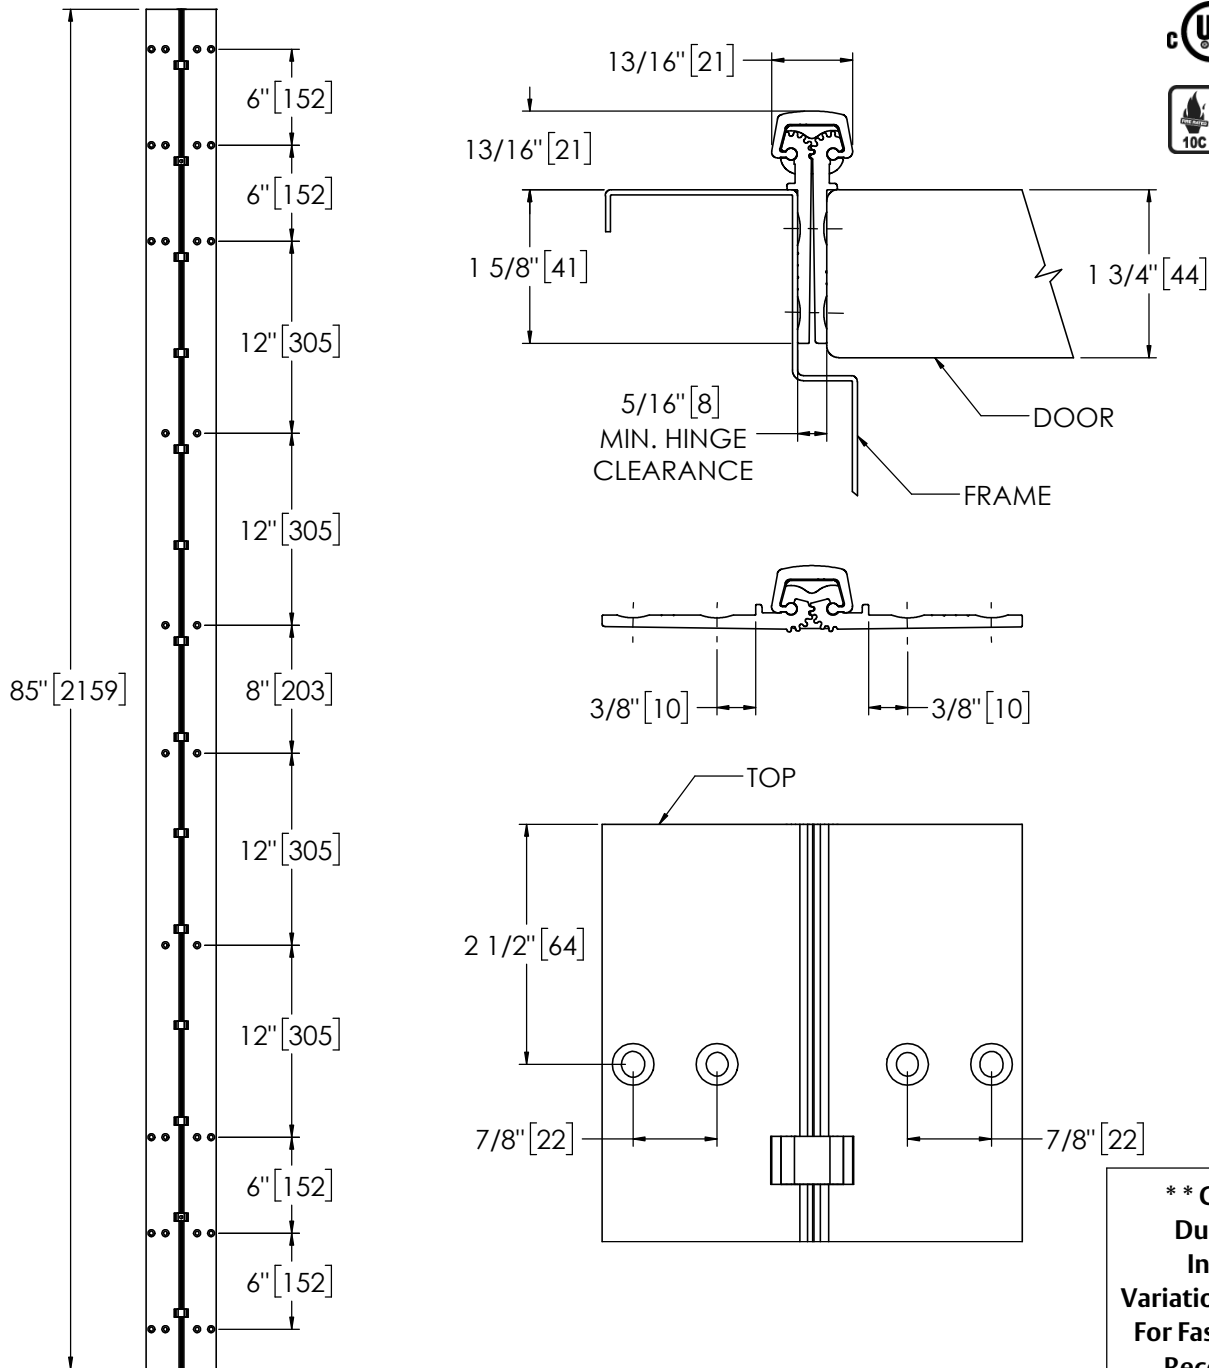 6"[152]
6"[152]
12"[305]
12"[305]
85"[2159]
8"[203]
12"[305]
12"[305]
6"[152]
6"[152]
13/16"[21]
13/16"[21]
1 5/8"[41]
1 3/4"[44]
5/16"[8]
MIN. HINGE
CLEARANCE
DOOR
FRAME
3/8"[10]
3/8"[10]
TOP
2 1/2"[64]
7/8"[22]
7/8"[22]
C U
10C
* * C
Du
In
Variatio
For Fas